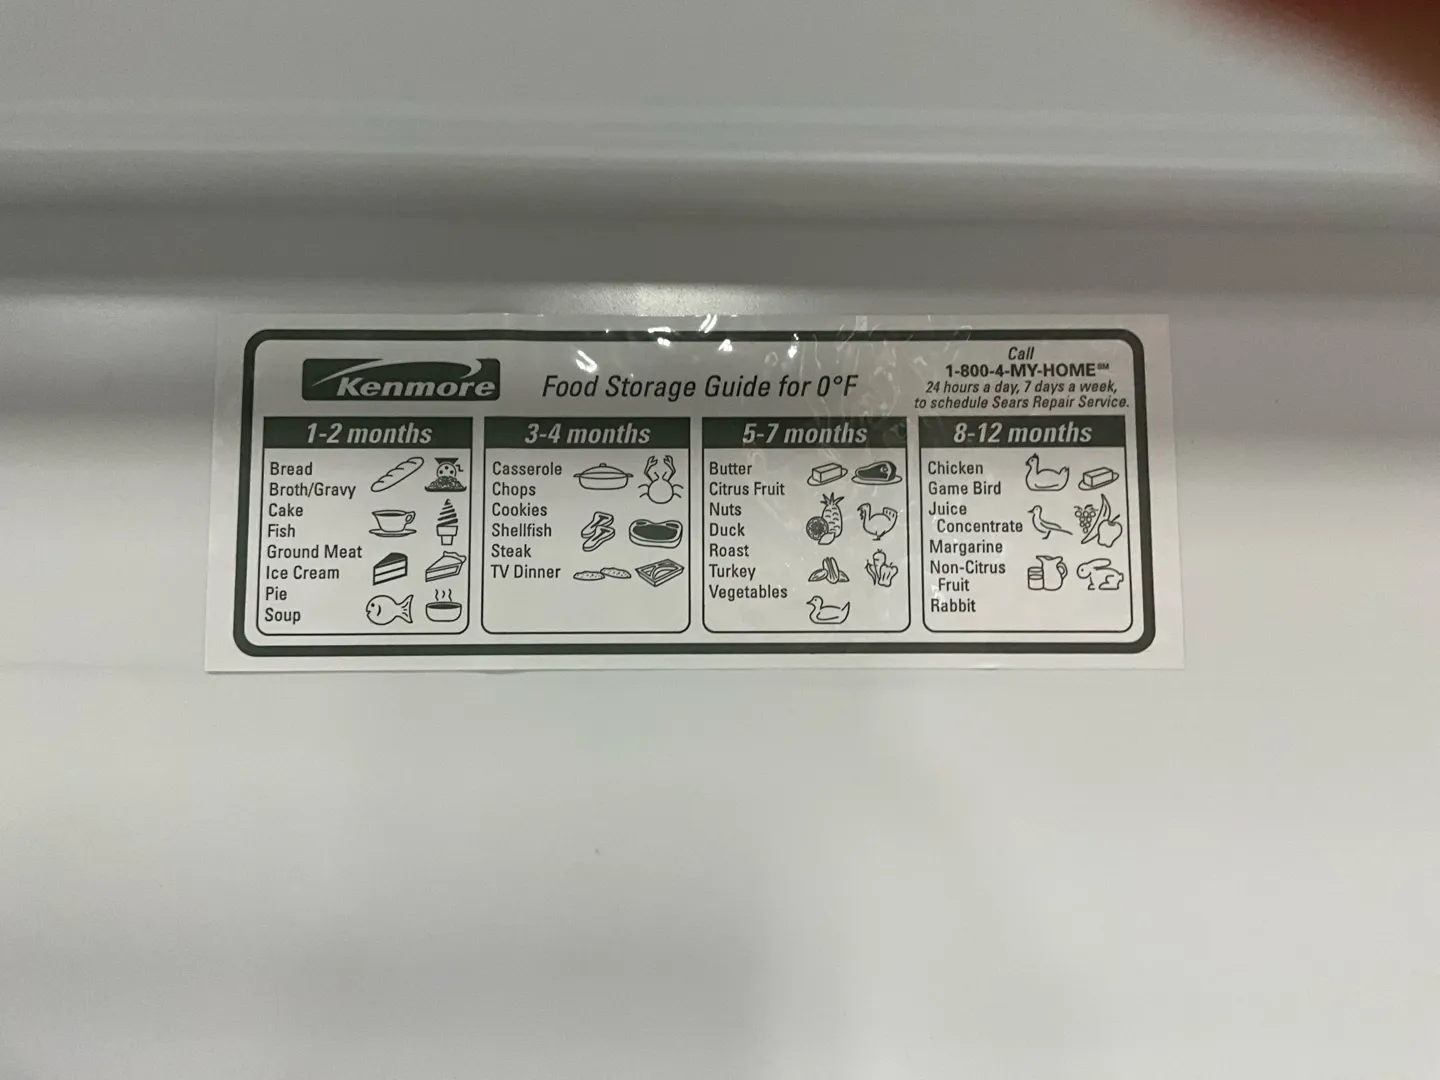 Kenmore
Food Storage Guide for 0°F
Call
1-800-4-MY-HOME℠
24 hours a day, 7 days a week,
to schedule Sears Repair Service.
1-2 months
Bread
Broth/Gravy
Cake
Fish
Ground Meat
Ice Cream
Pie
Soup
3-4 months
Casserole
Chops
Cookies
Shellfish
Steak
TV Dinner
5-7 months
Butter
Citrus Fruit
Nuts
Duck
Roast
Turkey
Vegetables
8-12 months
Chicken
Game Bird
Juice
Concentrate
Margarine
Non-Citrus
Fruit
Rabbit